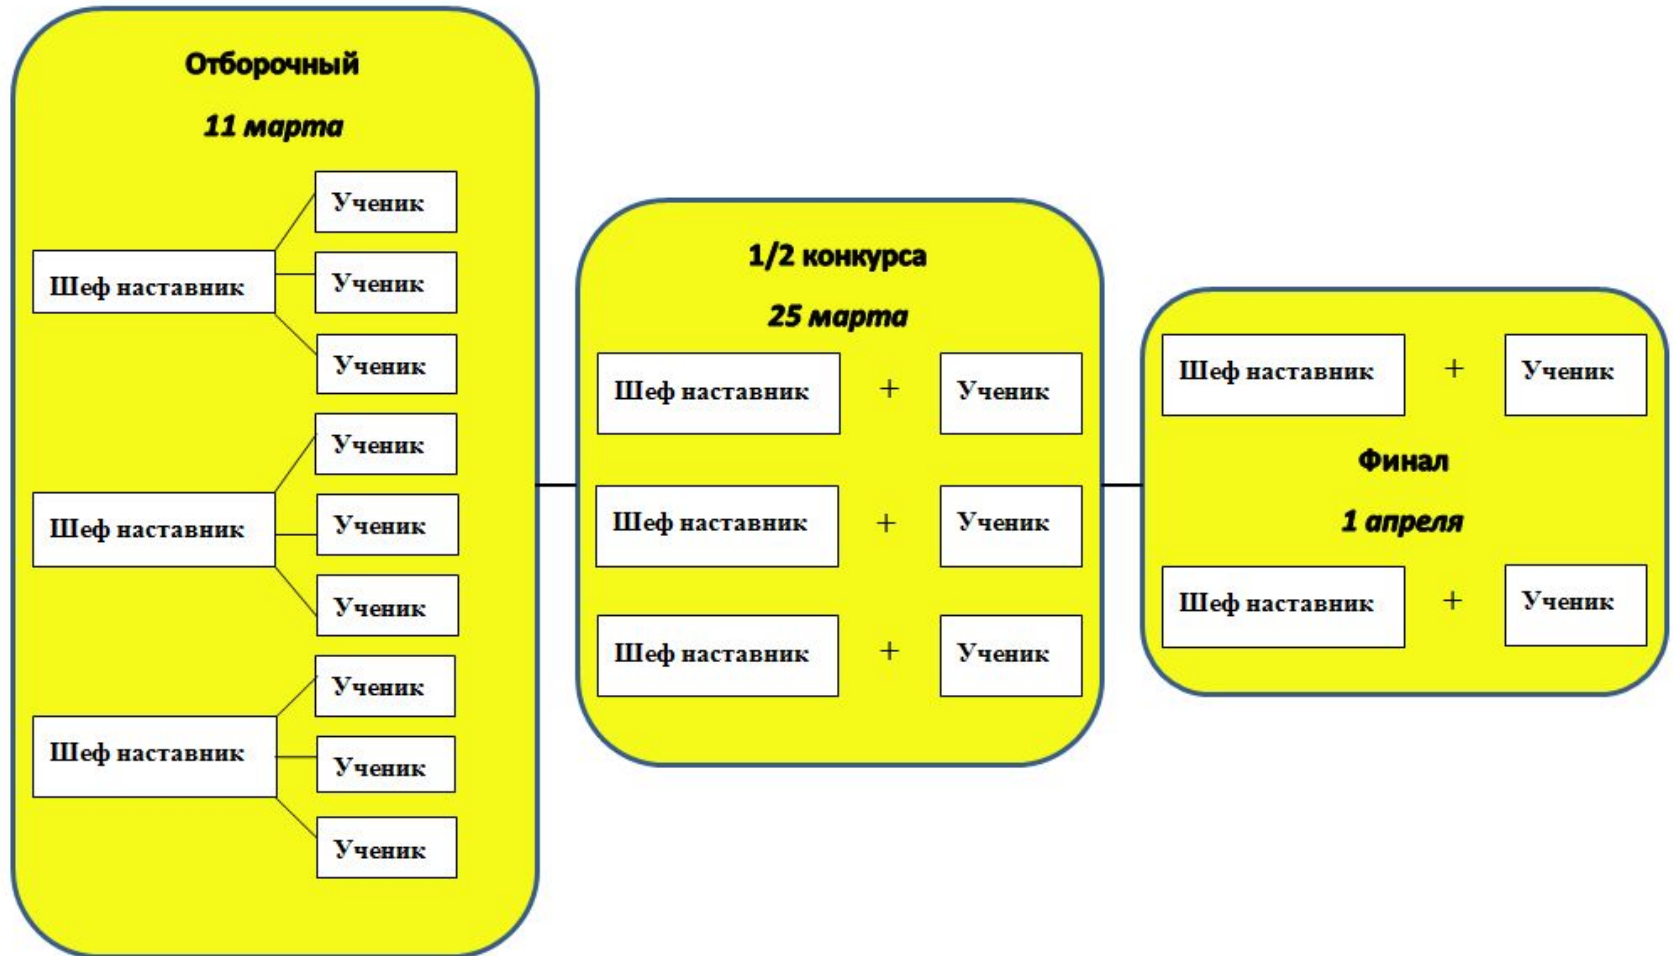 Отборочный
11 марта
Ученик
Шеф наставник
Ученик
Ученик
Ученик
Шеф наставник
Ученик
Ученик
Ученик
Шеф наставник
Ученик
Ученик
1/2 конкурса
25 марта
Шеф наставник + Ученик
Шеф наставник + Ученик
Шеф наставник + Ученик
Шеф наставник + Ученик
Финал
1 апреля
Шеф наставник + Ученик